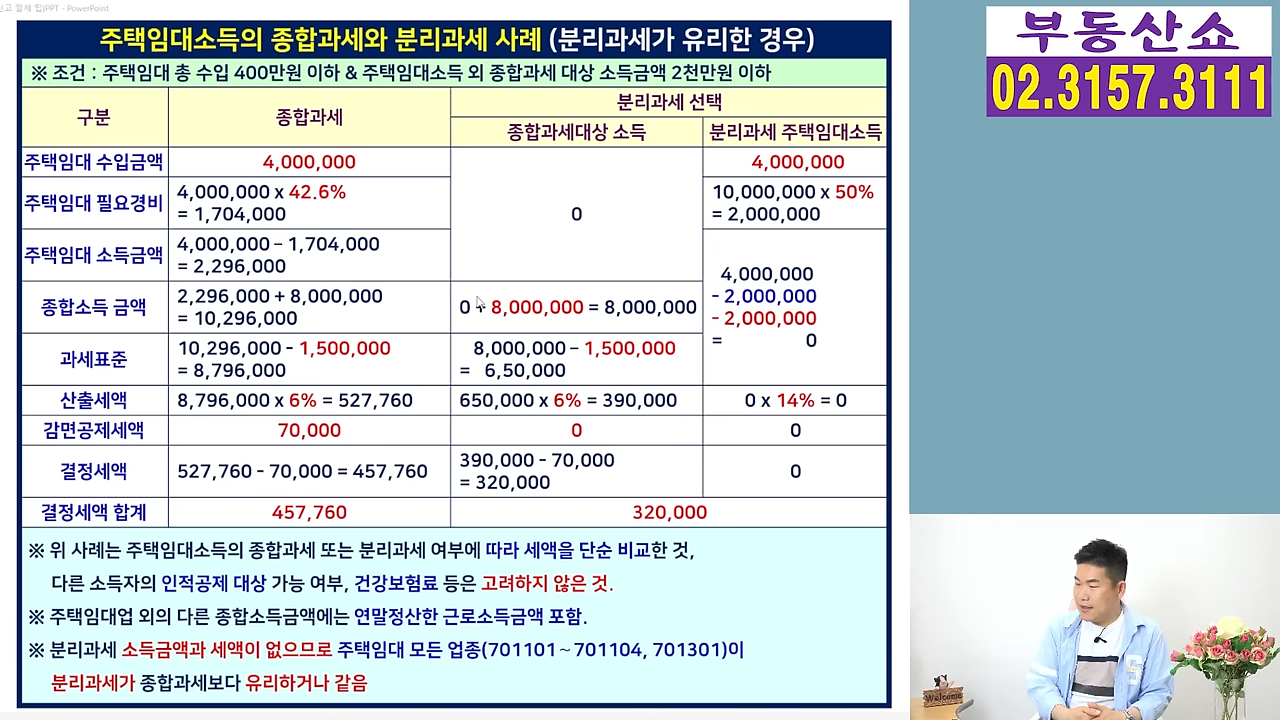 신고 절세 팁JPPT - PowerPoint
주택임대소득의 종합과세와 분리과세 사례 (분리과세가 유리한 경우)
※ 조건 : 주택임대 총 수입 400만원 이하 & 주택임대소득 외 종합과세 대상 소득금액 2천만원 이하
구분 종합과세 분리과세 선택
종합과세대상 소득 분리과세 주택임대소득
주택임대 수입금액 4,000,000 0 4,000,000
주택임대 필요경비 4,000,000 x 42.6% 10,000,000 x 50%
= 1,704,000 = 2,000,000
주택임대 소득금액 4,000,000 – 1,704,000
= 2,296,000
4,000,000
- 2,000,000
- 2,000,000
= 0
종합소득 금액 2,296,000 + 8,000,000 0 + 8,000,000 = 8,000,000
= 10,296,000
과세표준 10,296,000 - 1,500,000 8,000,000 – 1,500,000
= 8,796,000 = 6,50,000
산출세액 8,796,000 x 6% = 527,760 650,000 x 6% = 390,000 0 x 14% = 0
감면공제세액 70,000 0 0
결정세액 527,760 - 70,000 = 457,760 390,000 - 70,000 0
= 320,000
결정세액 합계 457,760 320,000
※ 위 사례는 주택임대소득의 종합과세 또는 분리과세 여부에 따라 세액을 단순 비교한 것,
다른 소득자의 인적공제 대상 가능 여부, 건강보험료 등은 고려하지 않은 것.
※ 주택임대업 외의 다른 종합소득금액에는 연말정산한 근로소득금액 포함.
※ 분리과세 소득금액과 세액이 없으므로 주택임대 모든 업종(701101~701104, 701301)이
분리과세가 종합과세보다 유리하거나 같음
부동산쇼
02.3157.3111
Welcome